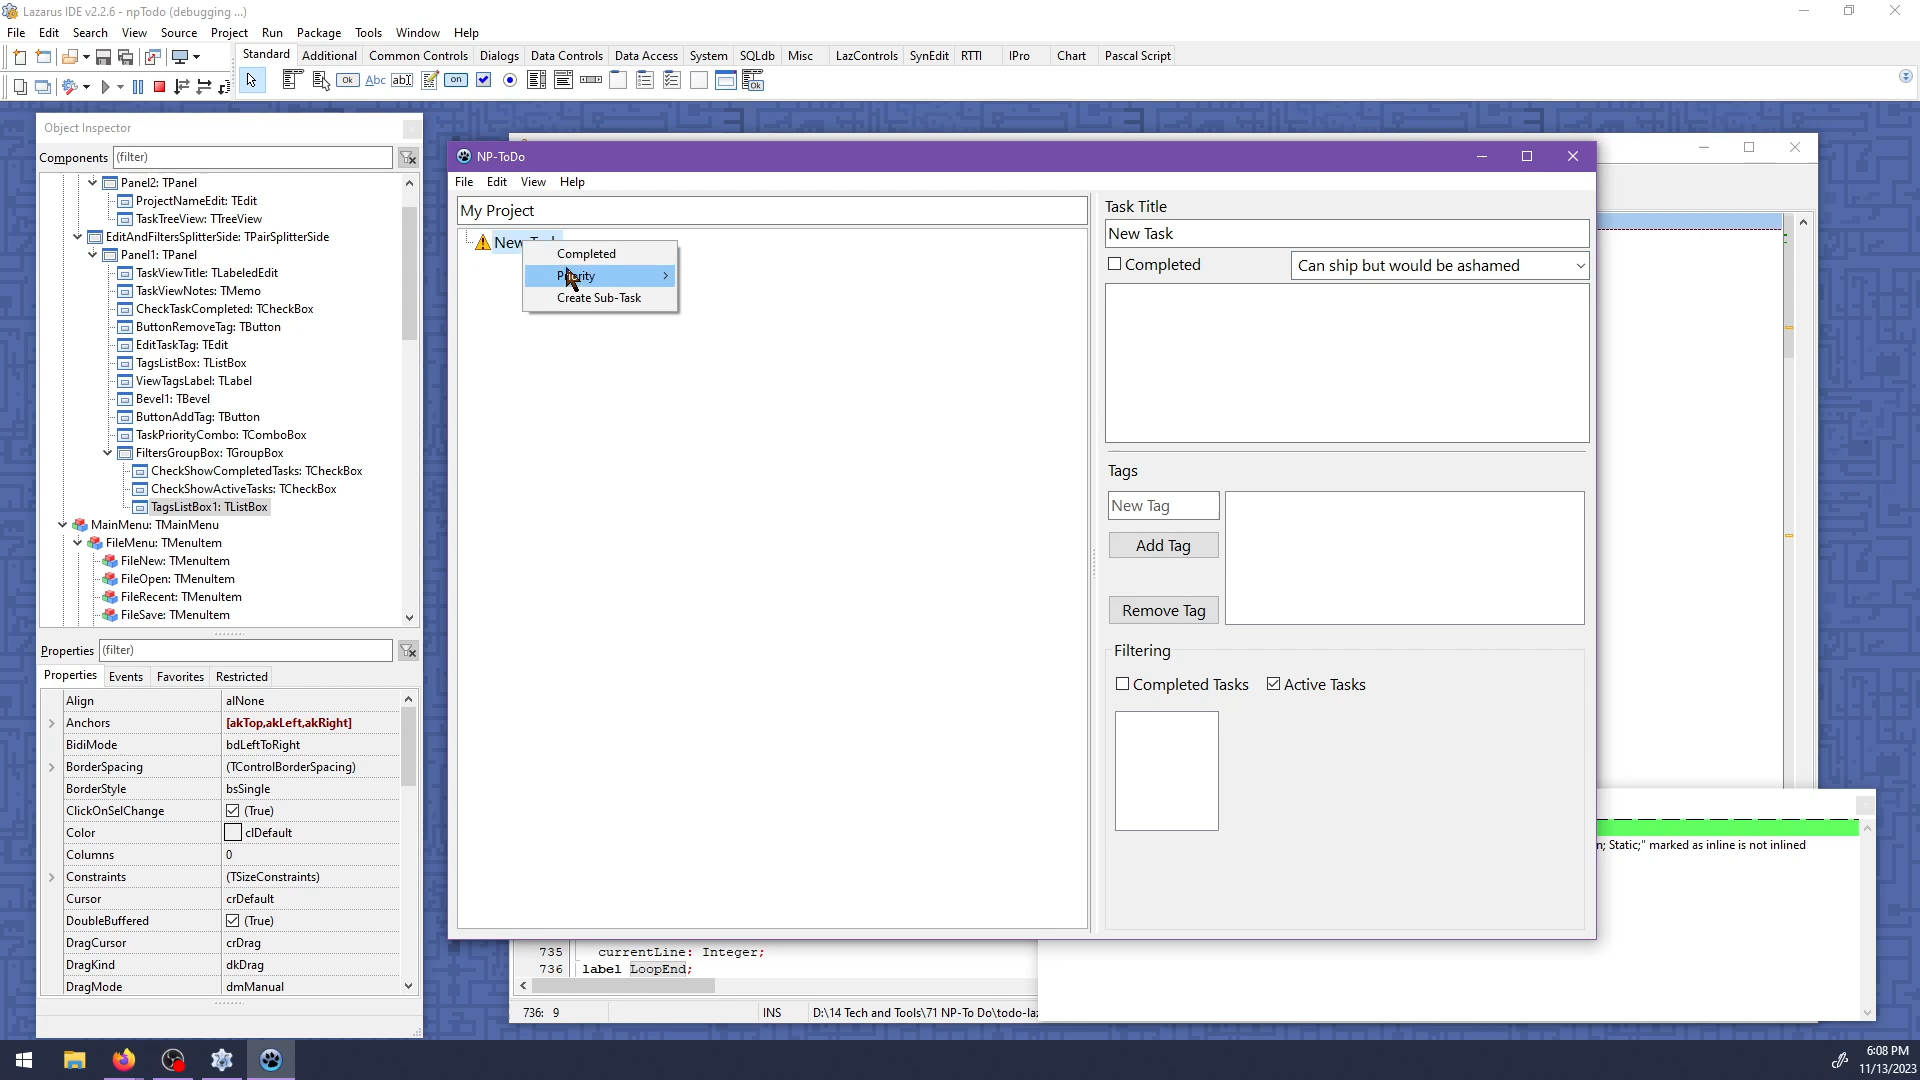 Lazarus IDE v2.2.6 - npTodo (debugging ...)
File Edit Search View Source Project Run Package Tools Window Help
Standard Additional Common Controls Dialogs Data Controls Data Access System SQLdb Misc LazControls SynEdit RTTI IPro Chart Pascal Script
Ok Abc ab on Ok
Object Inspector
Components (filter)
Panel2: TPanel
ProjectNameEdit: TEdit
TaskTreeView: TTreeView
EditAndFiltersSplitterSide: TPairSplitterSide
Panel1: TPanel
TaskViewTitle: TLabeledEdit
TaskViewNotes: TMemo
CheckTaskCompleted: TCheckBox
ButtonRemoveTag: TButton
EditTaskTag: TEdit
TagsListBox: TListBox
ViewTagsLabel: TLabel
Bevel1: TBevel
ButtonAddTag: TButton
TaskPriorityCombo: TComboBox
FiltersGroupBox: TGroupBox
CheckShowCompletedTasks: TCheckBox
CheckShowActiveTasks: TCheckBox
TagsListBox1: TListBox
MainMenu: TMainMenu
FileMenu: TMenuItem
FileNew: TMenuItem
FileOpen: TMenuItem
FileRecent: TMenuItem
FileSave: TMenuItem
Properties (filter)
Properties Events Favorites Restricted
Align alNone
Anchors [akTop,akLeft,akRight]
BidiMode bdLeftToRight
BorderSpacing (TControlBorderSpacing)
BorderStyle bsSingle
ClickOnSelChange (True)
Color clDefault
Columns 0
Constraints (TSizeConstraints)
Cursor crDefault
DoubleBuffered (True)
DragCursor crDrag
DragKind dkDrag
DragMode dmManual
NP-ToDo
File Edit View Help
My Project
New
Completed
Priority
Create Sub-Task
Task Title
New Task
Completed Can ship but would be ashamed
Tags
New Tag
Add Tag
Remove Tag
Filtering
Completed Tasks Active Tasks
n; Static;" marked as inline is not inlined
735 currentLine: Integer;
736 label LoopEnd;
736: 9 INS D:\14 Tech and Tools\71 NP-To Do\todo-la
6:08 PM
11/13/2023